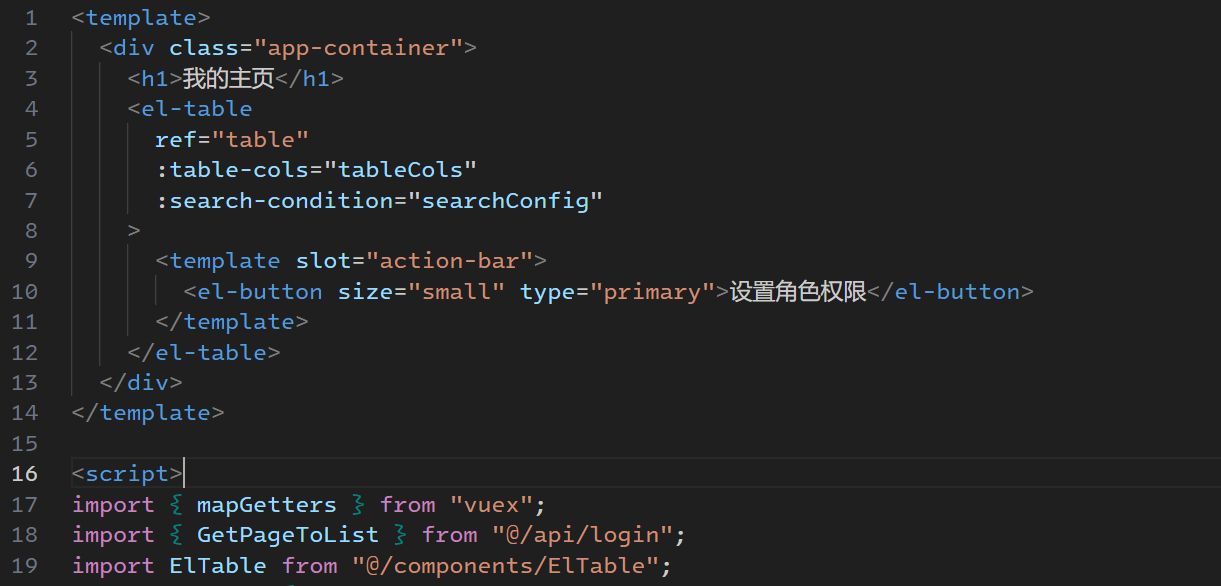 1 <template>
2   <div class="app-container">
3     <h1>我的主页</h1>
4     <el-table
5       ref="table"
6       :table-cols="tableCols"
7       :search-condition="searchConfig"
8     >
9       <template slot="action-bar">
10         <el-button size="small" type="primary">设置角色权限</el-button>
11       </template>
12     </el-table>
13   </div>
14 </template>
15
16 <script>
17 import { mapGetters } from "vuex";
18 import { GetPageToList } from "@/api/login";
19 import ElTable from "@/components/ElTable";